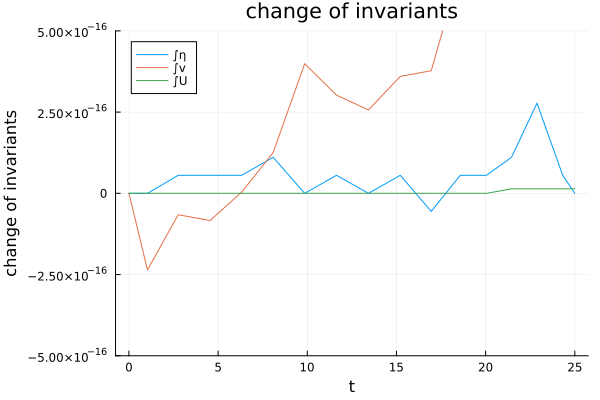 change of invariants
5.00×10⁻¹⁶
2.50×10⁻¹⁶
0
−2.50×10⁻¹⁶
−5.00×10⁻¹⁶
change of invariants
∫η
∫v
∫U
0 5 10 15 20 25
t